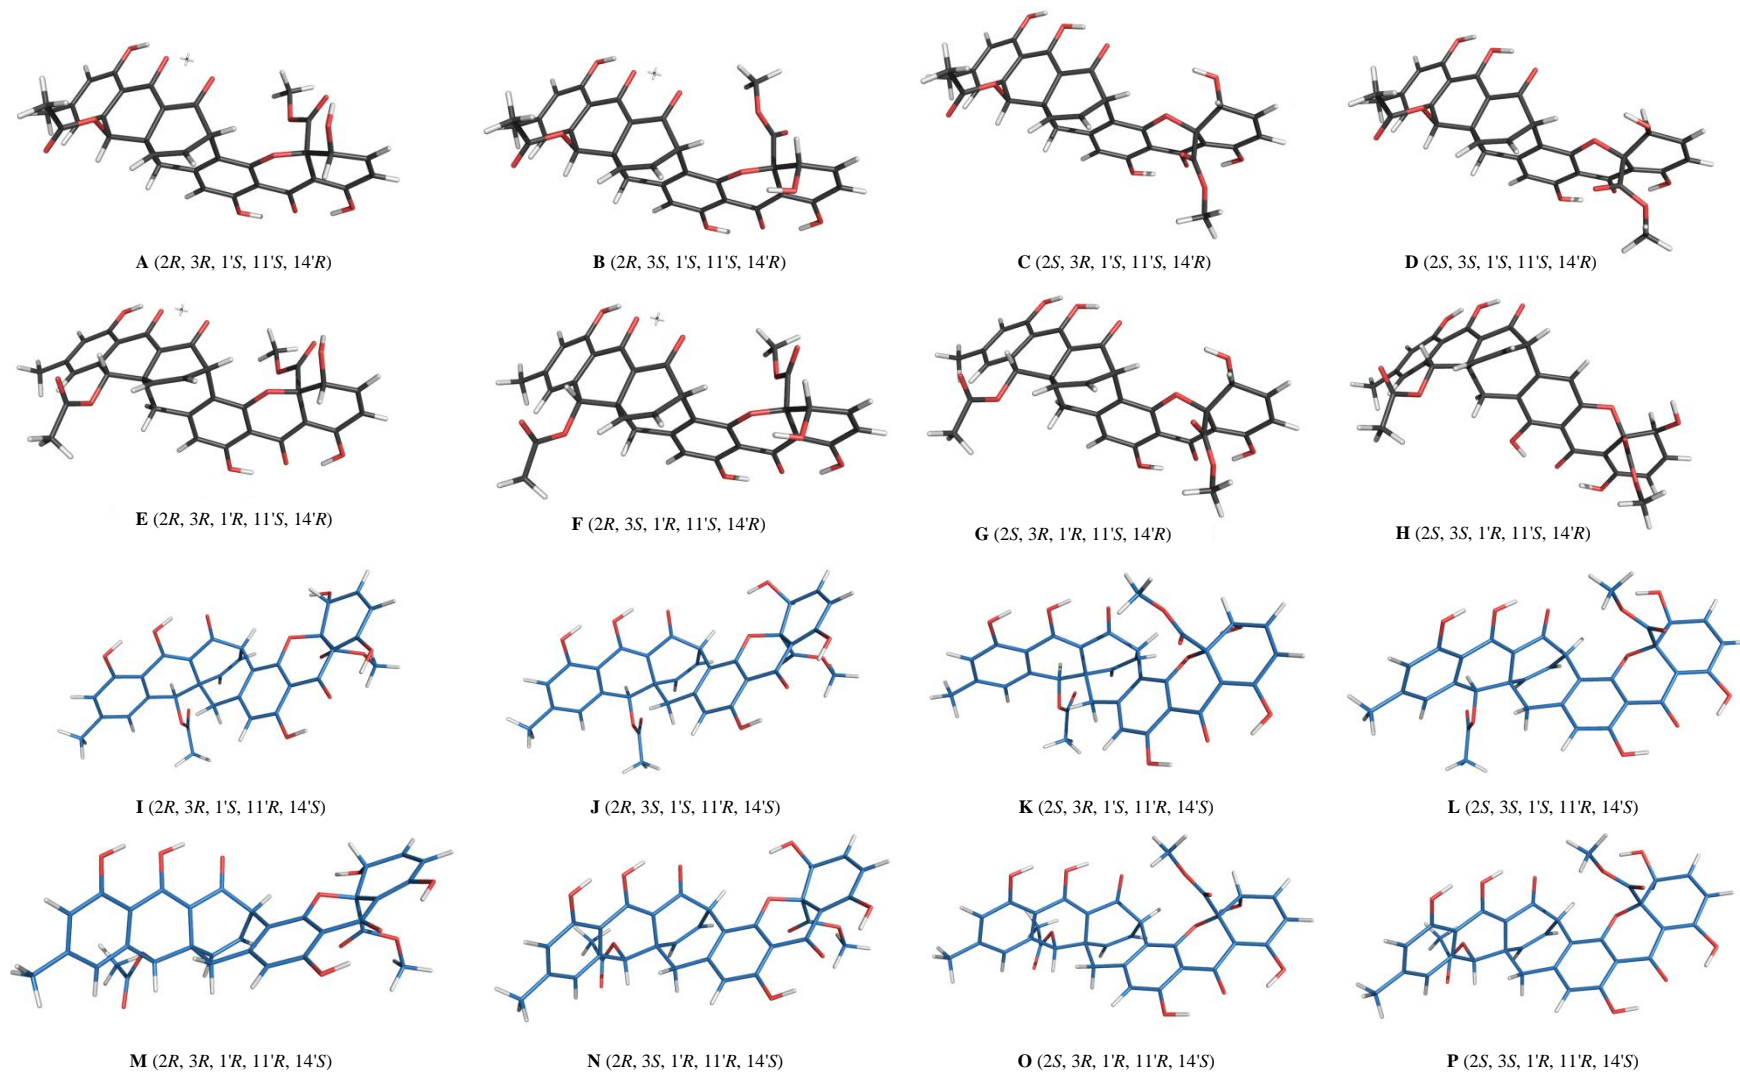 A (2R, 3R, 1'S, 11'S, 14'R)
B (2R, 3S, 1'S, 11'S, 14'R)
C (2S, 3R, 1'S, 11'S, 14'R)
D (2S, 3S, 1'S, 11'S, 14'R)
E (2R, 3R, 1'R, 11'S, 14'R)
F (2R, 3S, 1'R, 11'S, 14'R)
G (2S, 3R, 1'R, 11'S, 14'R)
H (2S, 3S, 1'R, 11'S, 14'R)
I (2R, 3R, 1'S, 11'R, 14'S)
J (2R, 3S, 1'S, 11'R, 14'S)
K (2S, 3R, 1'S, 11'R, 14'S)
L (2S, 3S, 1'S, 11'R, 14'S)
M (2R, 3R, 1'R, 11'R, 14'S)
N (2R, 3S, 1'R, 11'R, 14'S)
O (2S, 3R, 1'R, 11'R, 14'S)
P (2S, 3S, 1'R, 11'R, 14'S)